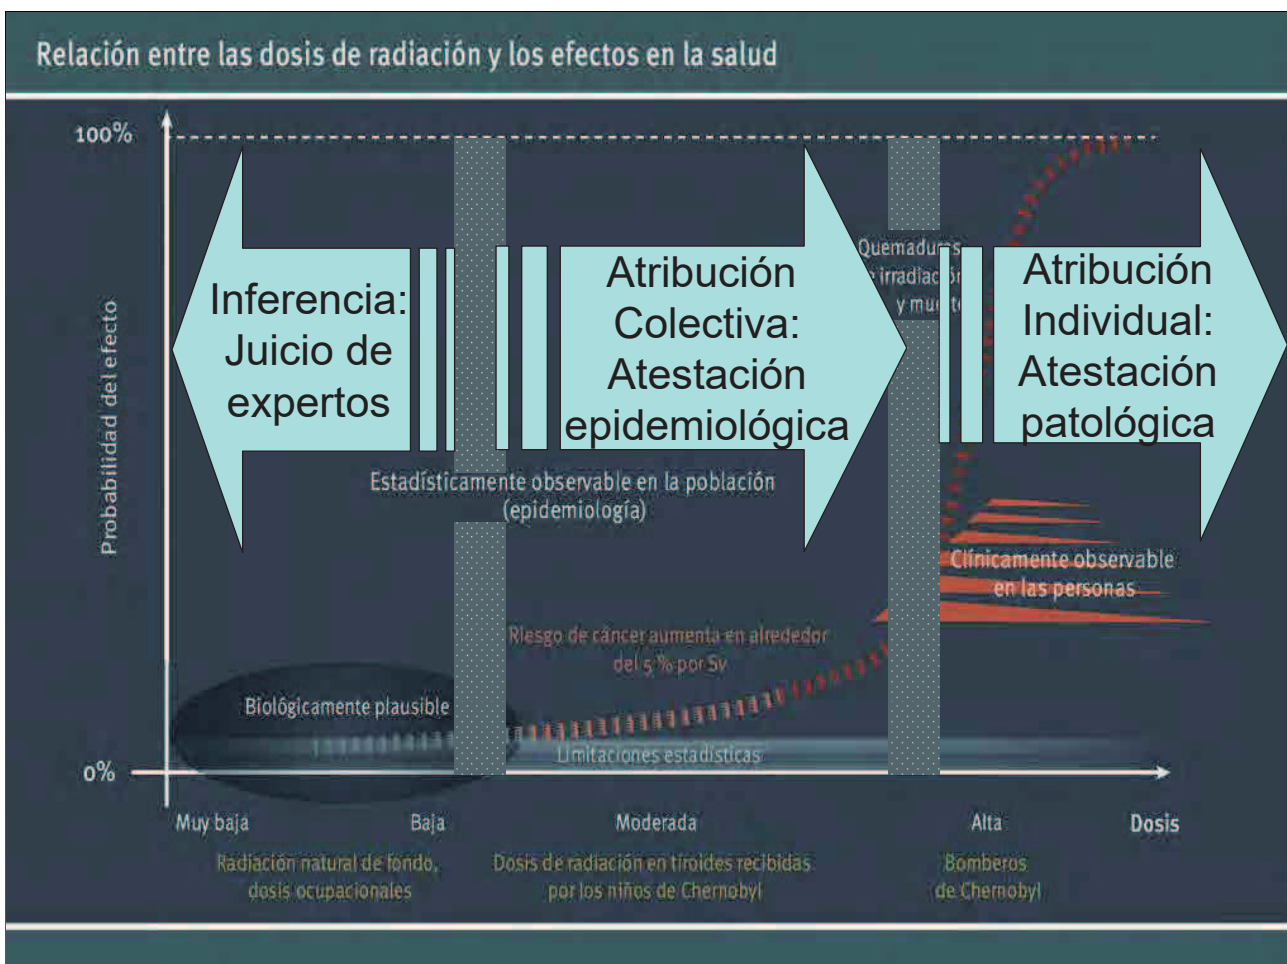 Relación entre las dosis de radiación y los efectos en la salud
100%
Probabilidad del efecto
Inferencia:
Juicio de
expertos
Atribución
Colectiva:
Atestación
epidemiológica
Quemaduras
irradiación
y muerte
Atribución
Individual:
Atestación
patológica
Estadísticamente observable en la población
(epidemiología)
Clínicamente observable
en las personas
Riesgo de cáncer aumenta en alrededor
del 5 % por Sv
Biológicamente plausible
Limitaciones estadísticas
0%
Muy baja
Baja
Moderada
Alta
Dosis
Radiación natural de fondo,
dosis ocupacionales
Dosis de radiación en tiroides recibidas
por los niños de Chernobyl
Bomberos
de Chernobyl